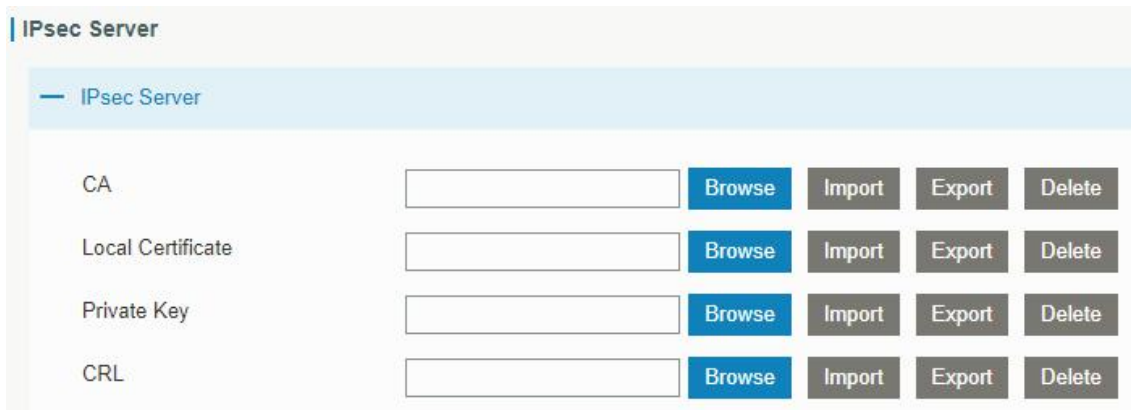 IPsec Server
IPsec Server
CA Browse Import Export Delete
Local Certificate Browse Import Export Delete
Private Key Browse Import Export Delete
CRL Browse Import Export Delete